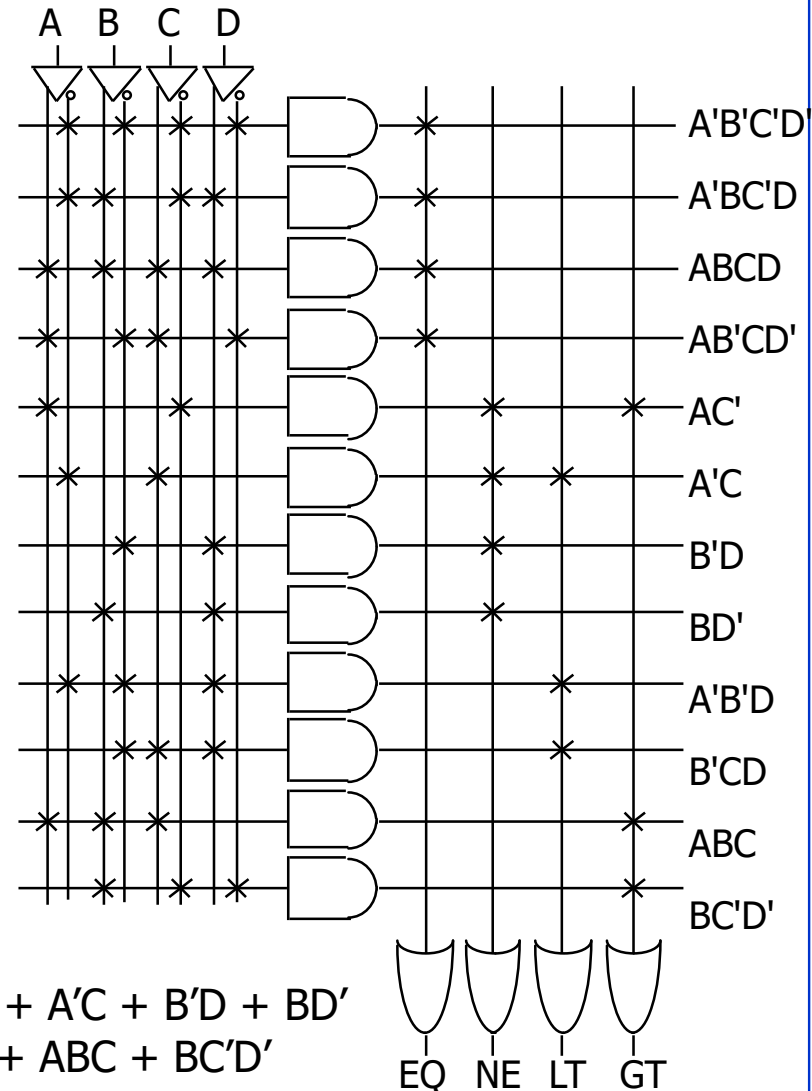 A B C D
A'B'C'D'
A'BC'D
ABCD
AB'CD'
AC'
A'C
B'D
BD'
A'B'D
B'CD
ABC
BC'D'
+ A′C + B′D + BD′
+ ABC + BC′D′
EQ NE LT GT